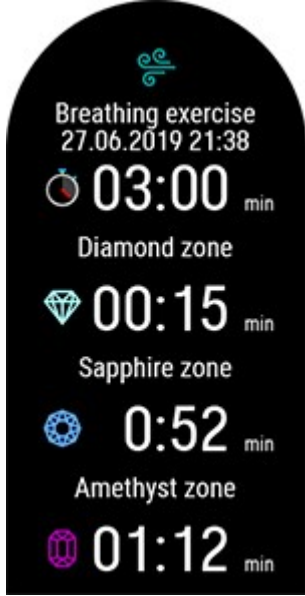 Breathing exercise
27.06.2019 21:38
03:00 min
Diamond zone
00:15 min
Sapphire zone
0:52 min
Amethyst zone
01:12 min